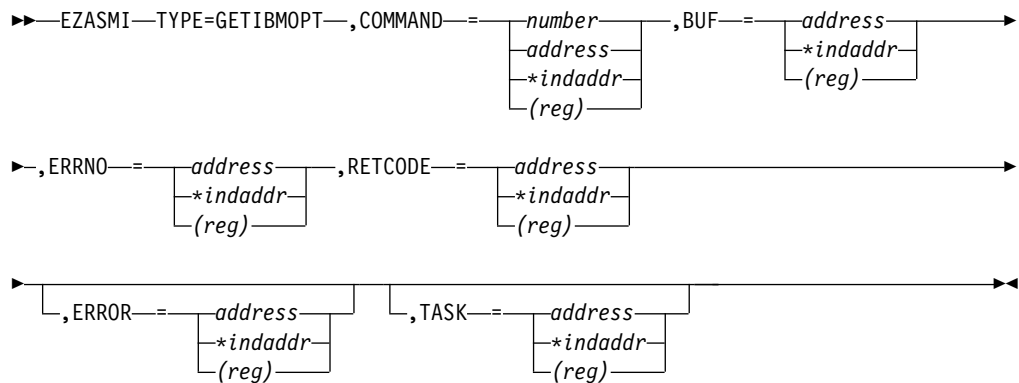 EZASMI TYPE=GETIBMOPT ,COMMAND = number ,BUF = address
address *indaddr
*indaddr (reg)
(reg)
,ERRNO = address ,RETCODE = address
*indaddr *indaddr
(reg) (reg)
,ERROR = address ,TASK = address
*indaddr *indaddr
(reg) (reg)